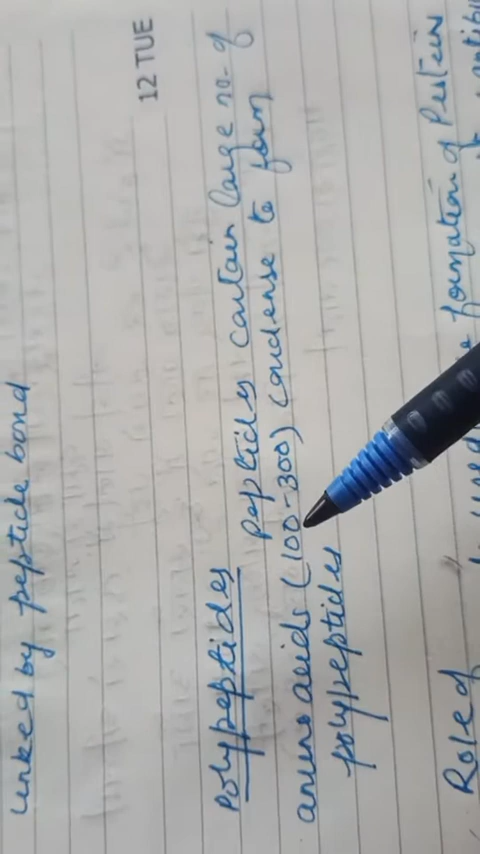 linked by peptide bond
12 TUE
Polypeptides peptides contain large no. of
amino acids (100-300) condense to form
polypeptides
Role of used formation of Protein